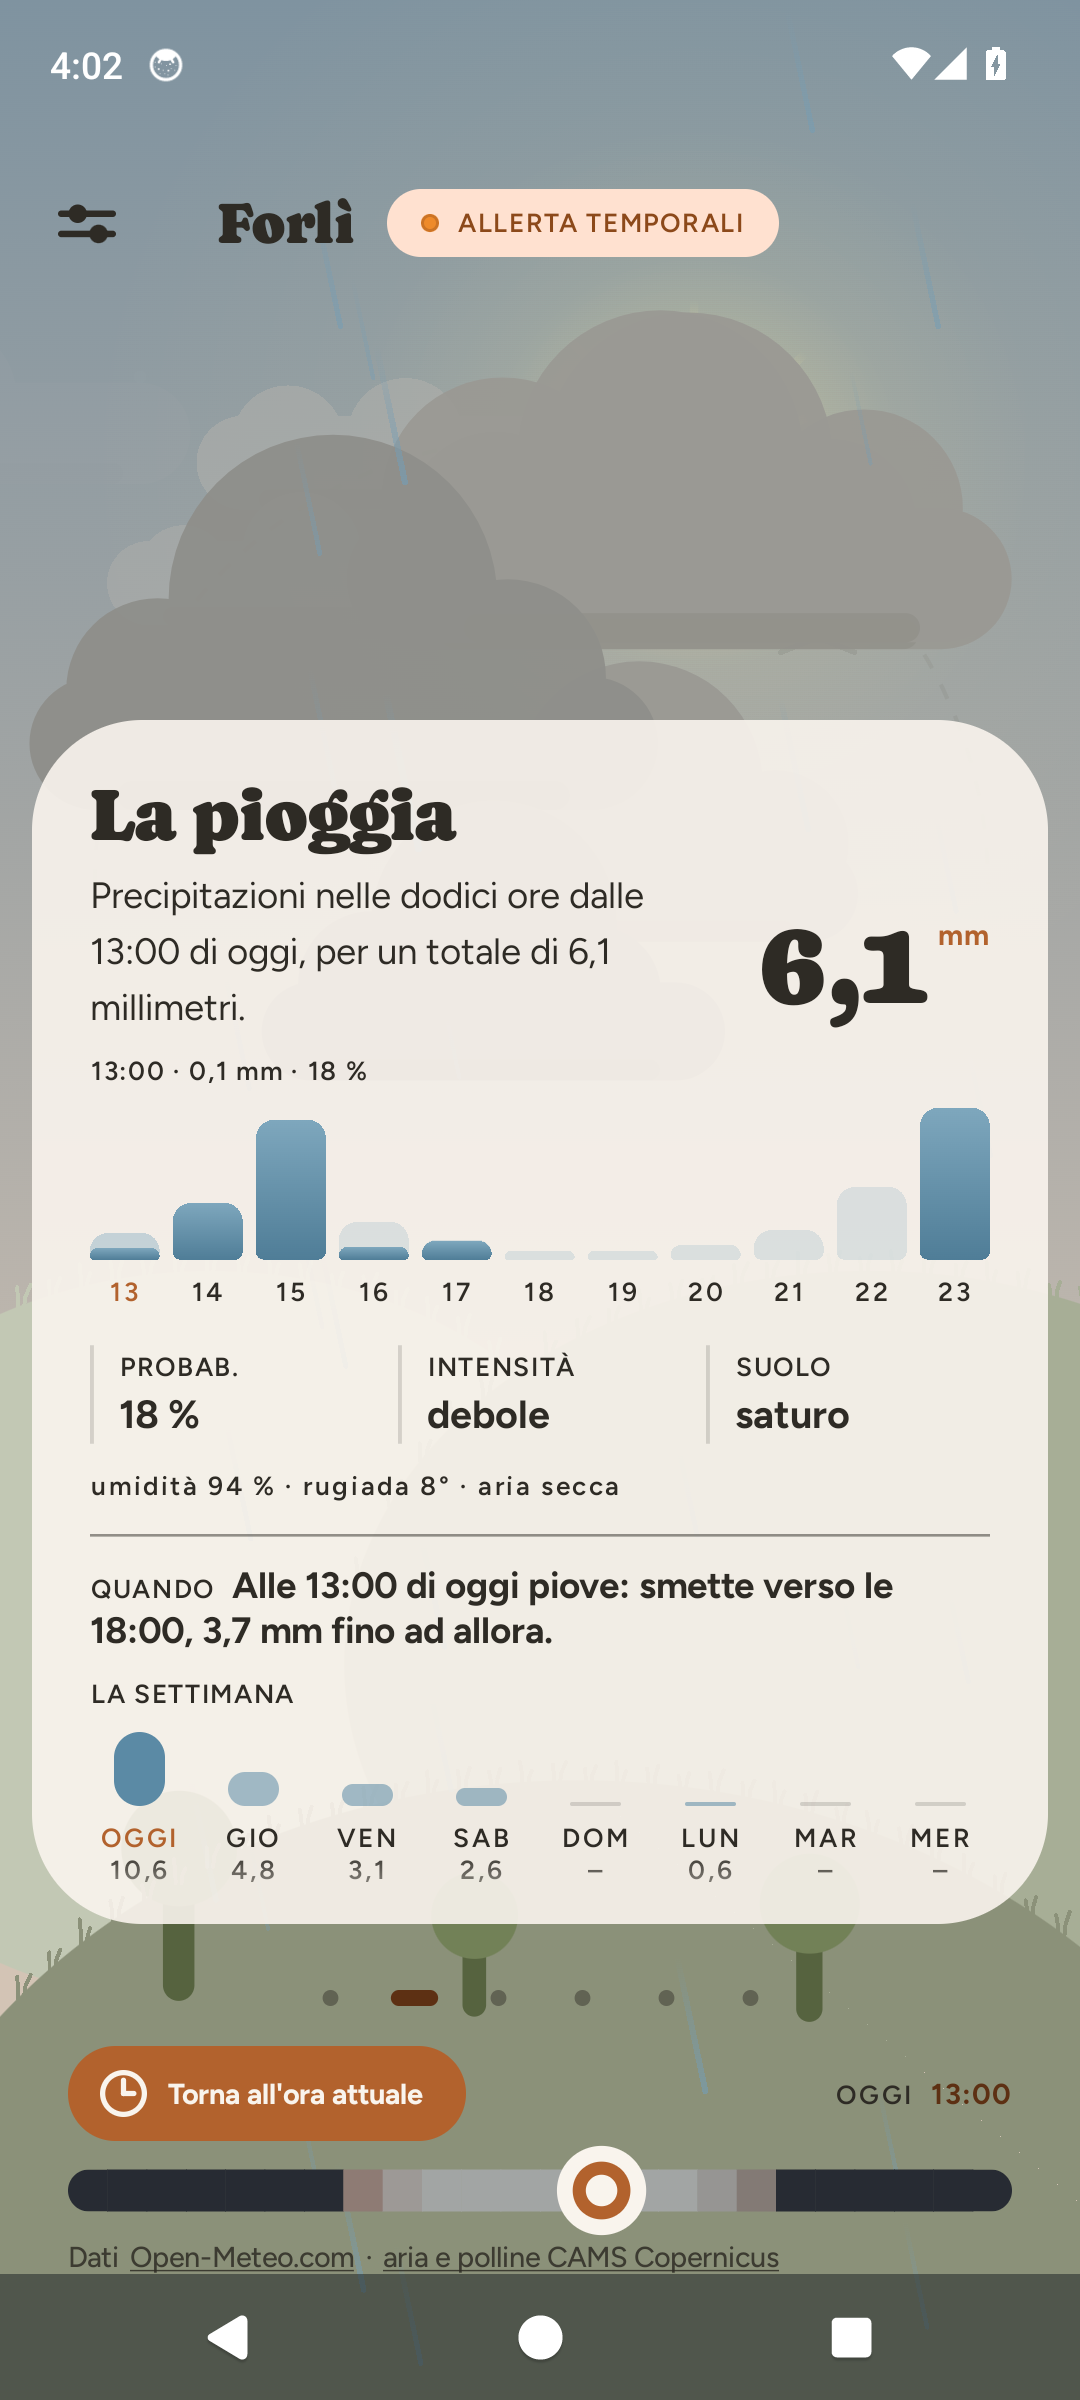 4:02
Forlì
ALLERTA TEMPORALI
La pioggia
Precipitazioni nelle dodici ore dalle
13:00 di oggi, per un totale di 6,1
millimetri.
6,1 mm
13:00 · 0,1 mm · 18 %
13 14 15 16 17 18 19 20 21 22 23
PROBAB. INTENSITÀ SUOLO
18 % debole saturo
umidità 94 % · rugiada 8° · aria secca
QUANDO Alle 13:00 di oggi piove: smette verso le
18:00, 3,7 mm fino ad allora.
LA SETTIMANA
OGGI GIO VEN SAB DOM LUN MAR MER
10,6 4,8 3,1 2,6 – 0,6 – –
Torna all'ora attuale
OGGI 13:00
Dati Open-Meteo.com · aria e polline CAMS Copernicus